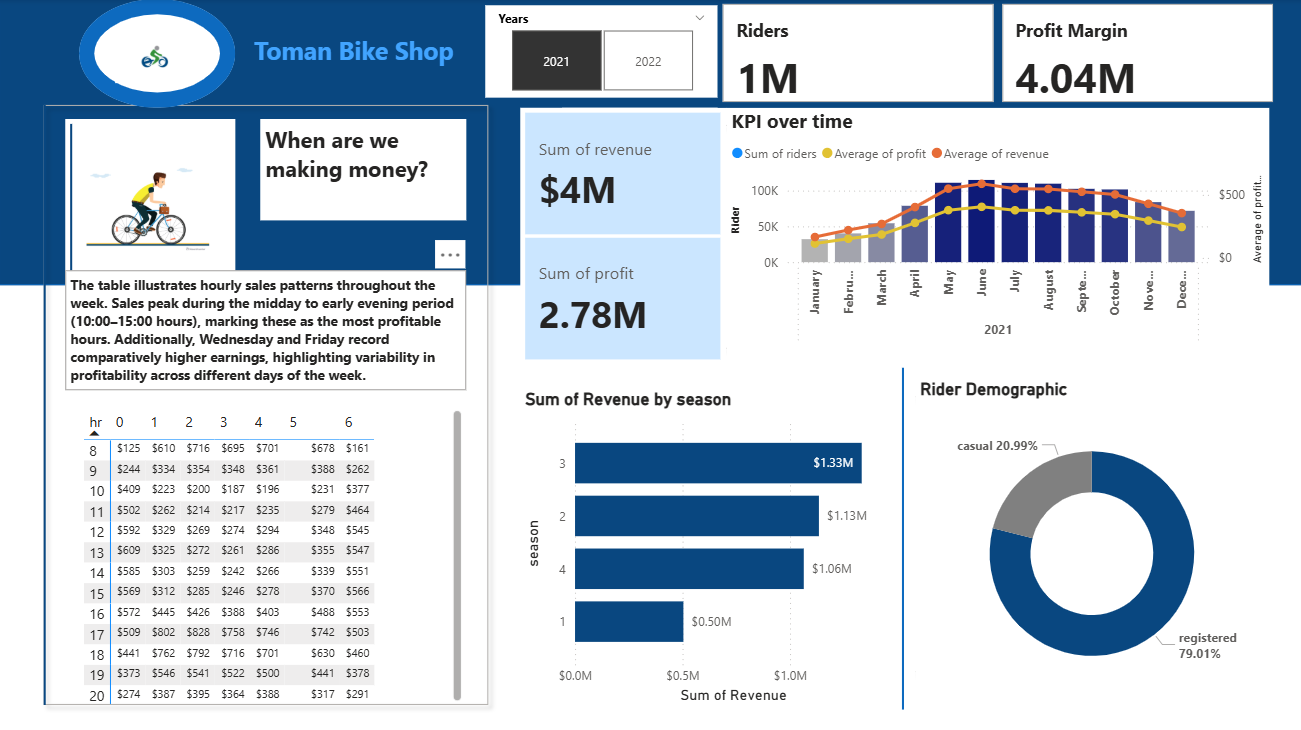 Toman Bike Shop
Years
2021
2022
Riders
1M
Profit Margin
4.04M
When are we
making money?
The table illustrates hourly sales patterns throughout the
week. Sales peak during the midday to early evening period
(10:00–15:00 hours), marking these as the most profitable
hours. Additionally, Wednesday and Friday record
comparatively higher earnings, highlighting variability in
profitability across different days of the week.
hr 0 1 2 3 4 5 6
8 $125 $610 $716 $695 $701 $678 $161
9 $244 $334 $354 $348 $361 $388 $262
10 $409 $223 $200 $187 $196 $231 $377
11 $502 $262 $214 $217 $235 $279 $464
12 $592 $329 $269 $274 $294 $348 $545
13 $609 $325 $272 $261 $286 $355 $547
14 $585 $303 $259 $242 $266 $339 $551
15 $569 $312 $285 $246 $278 $370 $566
16 $572 $445 $426 $388 $403 $488 $553
17 $509 $802 $828 $758 $746 $742 $503
18 $441 $762 $792 $716 $701 $630 $460
19 $373 $546 $541 $522 $500 $441 $378
20 $274 $387 $395 $364 $388 $317 $291
Sum of revenue
$4M
Sum of profit
2.78M
KPI over time
Sum of riders Average of profit Average of revenue
Rider
100K
50K
0K
$500
$0
Average of profit...
January
Febru...
March
April
May
June
July
August
Septe...
October
Nove...
Dece...
2021
Sum of Revenue by season
season
3 $1.33M
2 $1.13M
4 $1.06M
1 $0.50M
$0.0M $0.5M $1.0M
Sum of Revenue
Rider Demographic
casual 20.99%
registered
79.01%